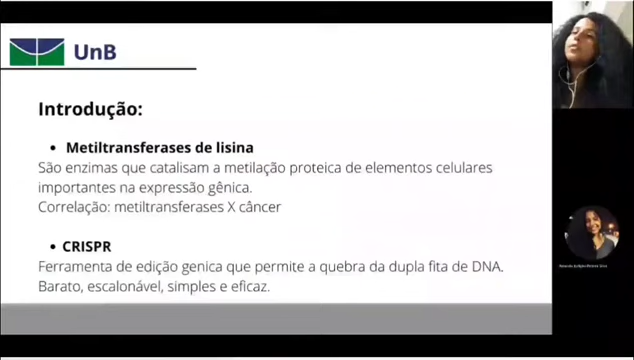 UnB
Introdução:
• Metiltransferases de lisina
São enzimas que catalisam a metilação proteica de elementos celulares
importantes na expressão gênica.
Correlação: metiltransferases X câncer
• CRISPR
Ferramenta de edição genica que permite a quebra da dupla fita de DNA.
Barato, escalonável, simples e eficaz.